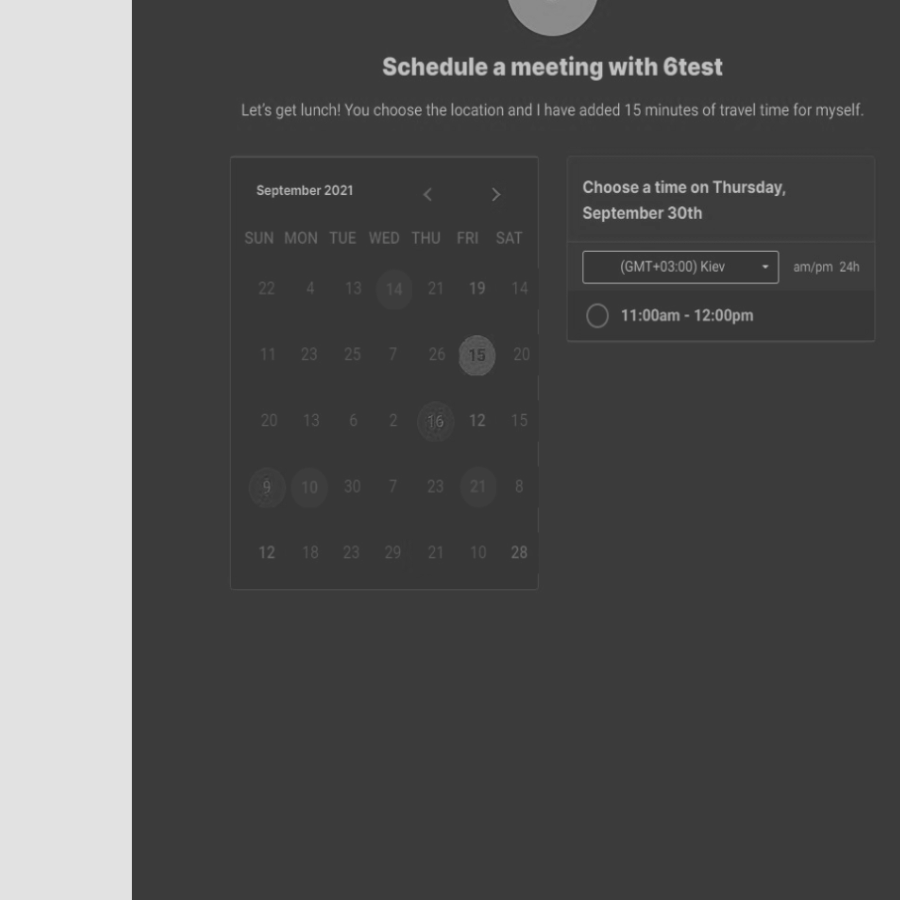 Schedule a meeting with 6test
Let's get lunch! You choose the location and I have added 15 minutes of travel time for myself.
September 2021
SUN MON TUE WED THU FRI SAT
22 4 13 14 21 19 14
11 23 25 7 26 15 20
20 13 6 2 16 12 15
9 10 30 7 23 21 8
12 18 23 29 21 10 28
Choose a time on Thursday,
September 30th
(GMT+03:00) Kiev am/pm 24h
11:00am - 12:00pm